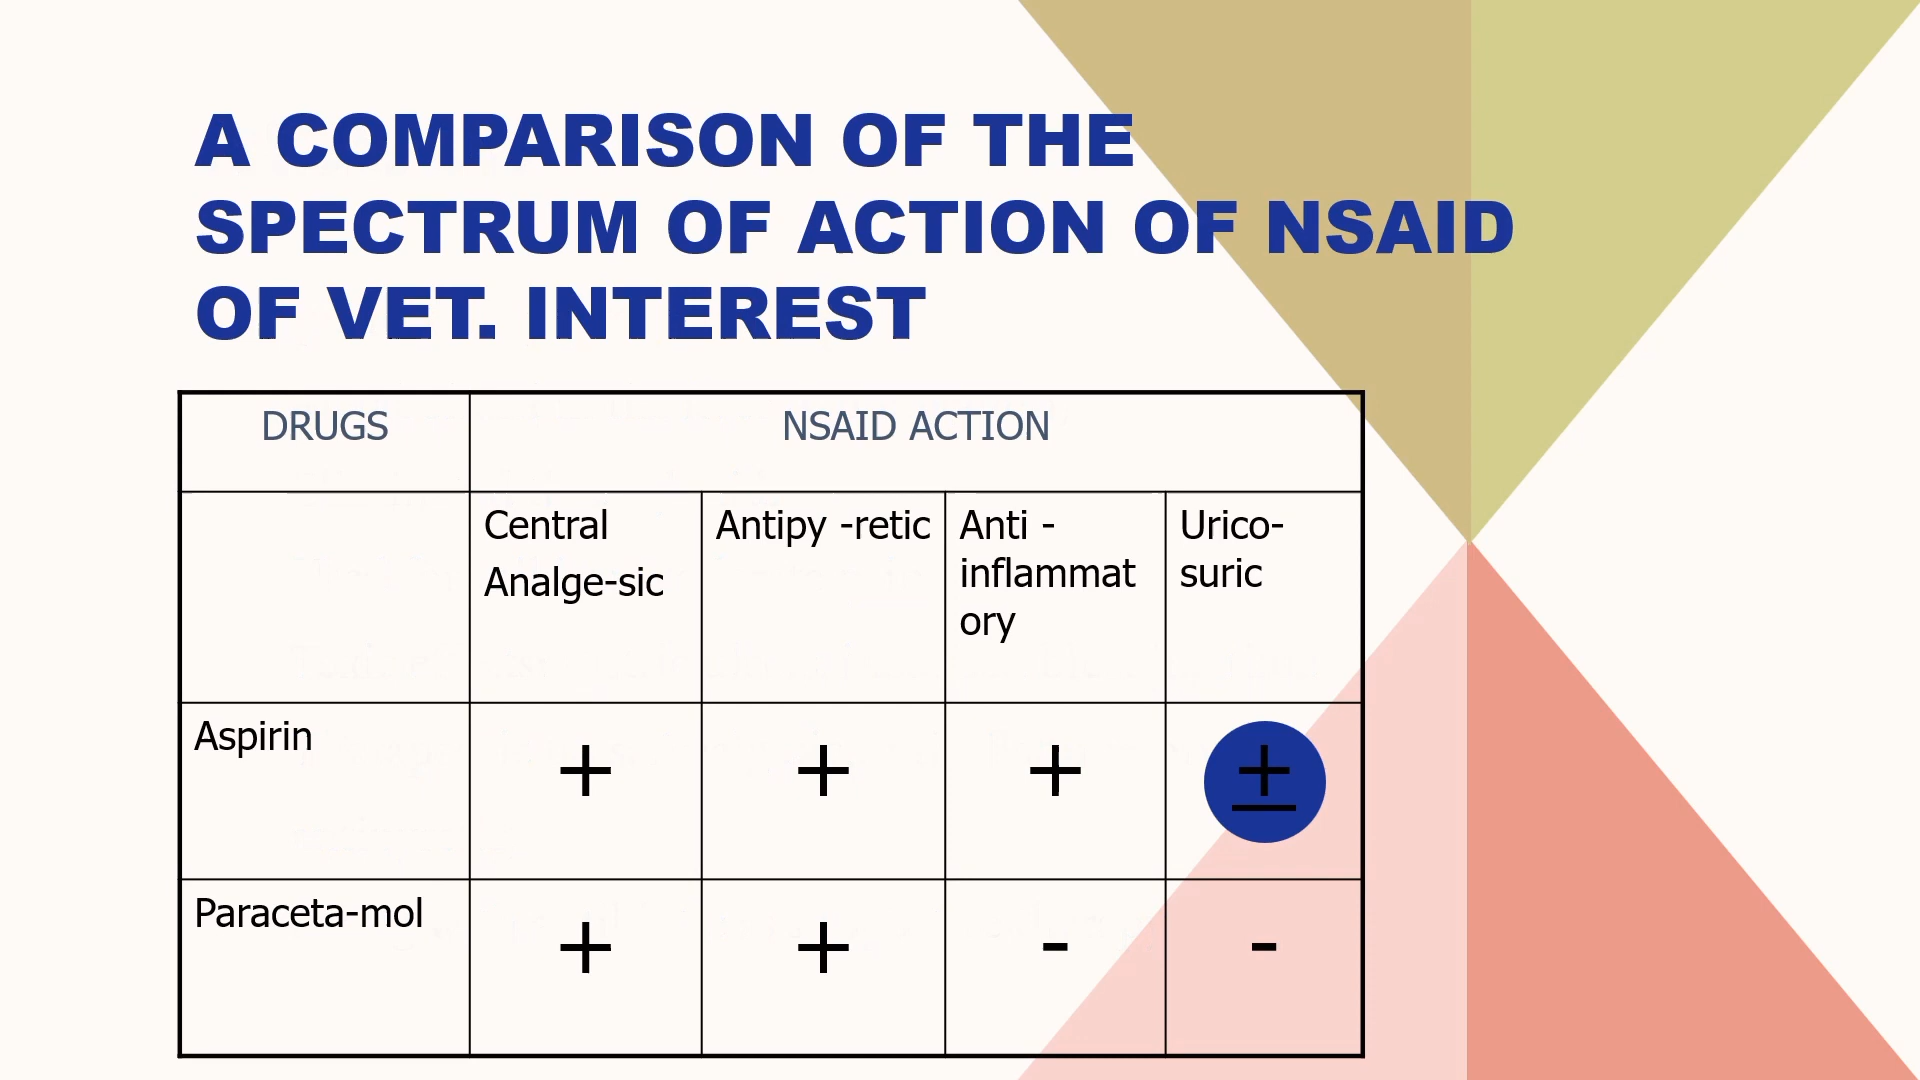 A COMPARISON OF THE
SPECTRUM OF ACTION OF NSAID
OF VET. INTEREST
DRUGS NSAID ACTION
Central
Analge-sic
Antipy -retic
Anti -
inflammat
ory
Urico-
suric
Aspirin + + + ±
Paraceta-mol + + - -